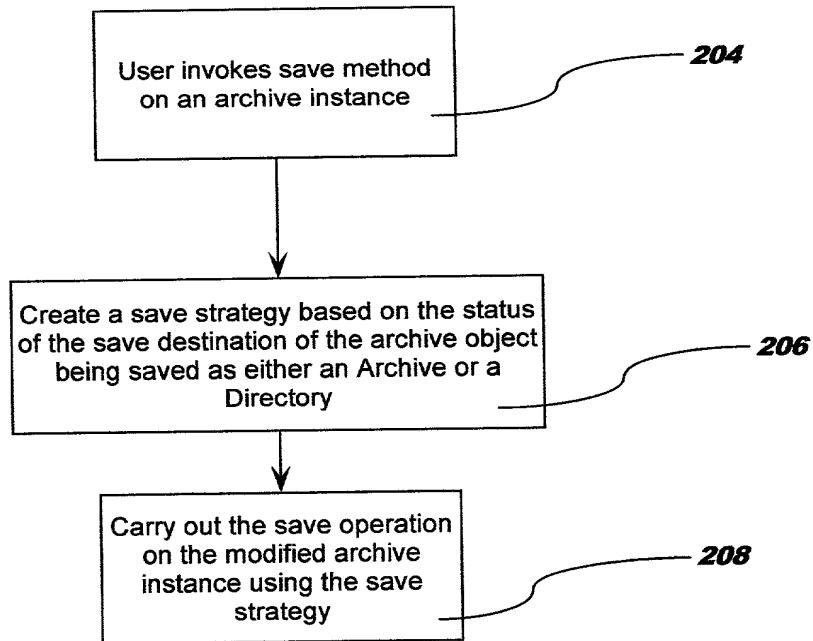 User invokes save method
on an archive instance
204
Create a save strategy based on the status
of the save destination of the archive object
being saved as either an Archive or a
Directory
206
Carry out the save operation
on the modified archive
instance using the save
strategy
208